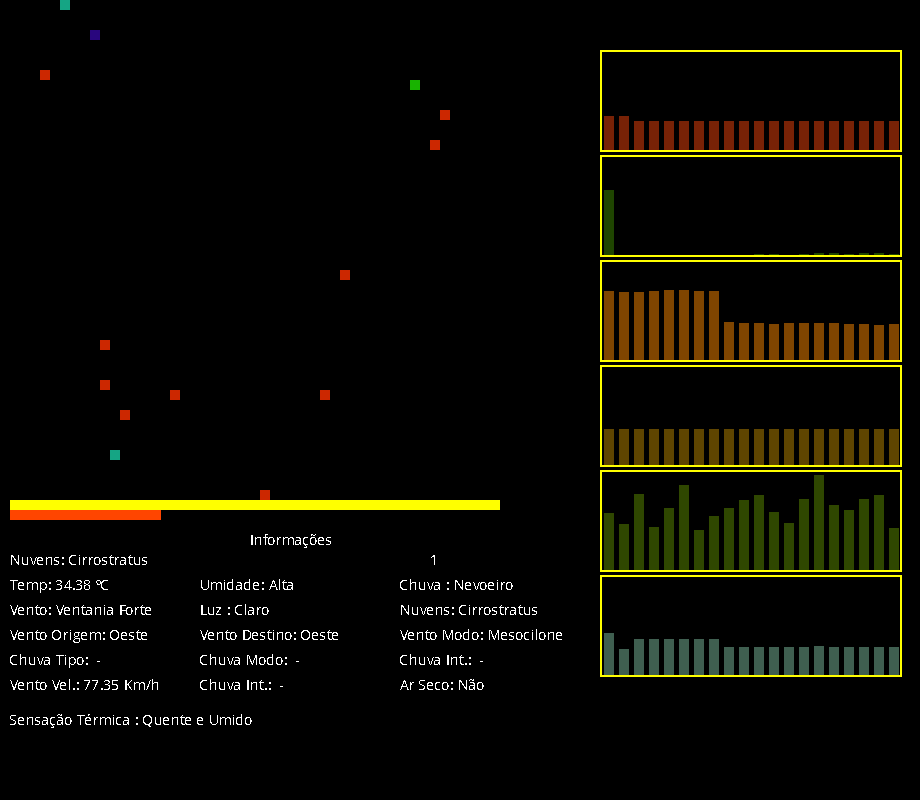 Informações
Nuvens: Cirrostratus 1
Temp: 34.38 ºC Umidade: Alta Chuva : Nevoeiro
Vento: Ventania Forte Luz : Claro Nuvens: Cirrostratus
Vento Origem: Oeste Vento Destino: Oeste Vento Modo: Mesocilone
Chuva Tipo: - Chuva Modo: - Chuva Int.: -
Vento Vel.: 77.35 Km/h Chuva Int.: - Ar Seco: Não
Sensação Térmica : Quente e Umido